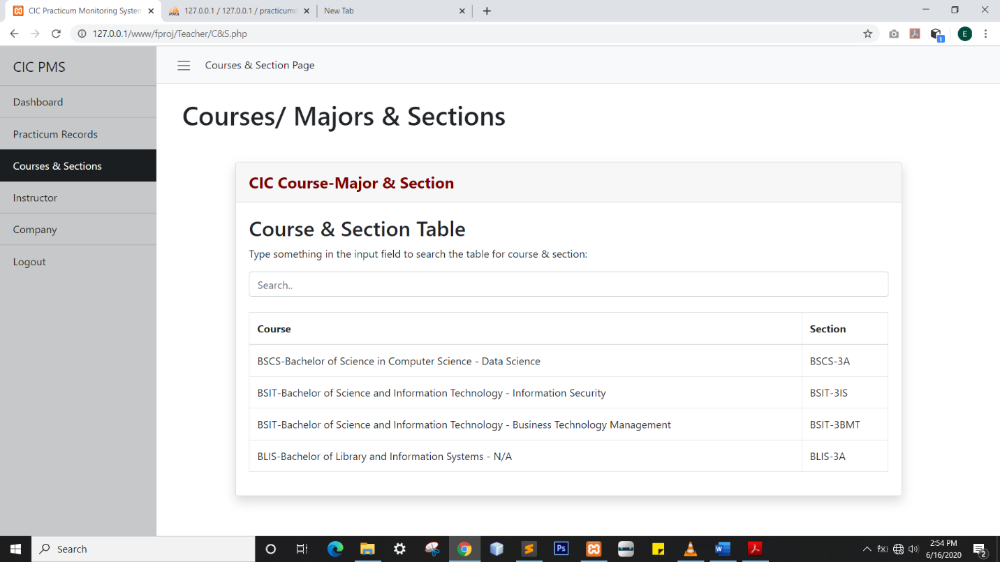 CIC Practicum Monitoring System
127.0.0.1 / 127.0.0.1 / practicumd
New Tab
127.0.0.1/www/fproj/Teacher/C&S.php
E
1
CIC PMS
Courses & Section Page
Dashboard
Practicum Records
Courses & Sections
Instructor
Company
Logout
Courses/ Majors & Sections
CIC Course-Major & Section
Course & Section Table
Type something in the input field to search the table for course & section:
Search..
Course Section
BSCS-Bachelor of Science in Computer Science - Data Science BSCS-3A
BSIT-Bachelor of Science and Information Technology - Information Security BSIT-3IS
BSIT-Bachelor of Science and Information Technology - Business Technology Management BSIT-3BMT
BLIS-Bachelor of Library and Information Systems - N/A BLIS-3A
Search
Ps
W
2:54 PM
6/16/2020
2